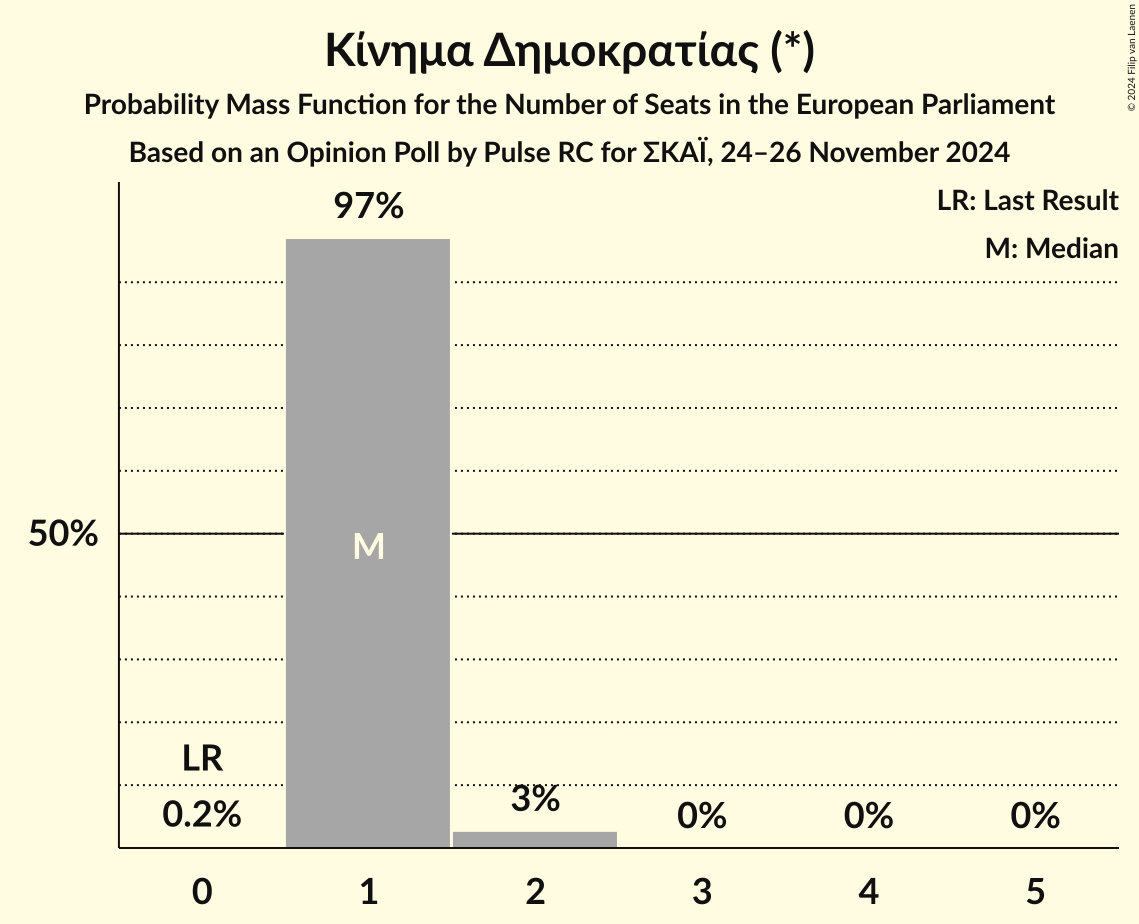 Κίνημα Δημοκρατίας (*)
Probability Mass Function for the Number of Seats in the European Parliament
Based on an Opinion Poll by Pulse RC for ΣΚΑΪ, 24–26 November 2024
© 2024 Filip van Laenen
LR: Last Result
M: Median
97%
50%
M
LR
0.2%
3%
0%
0%
0%
0 1 2 3 4 5